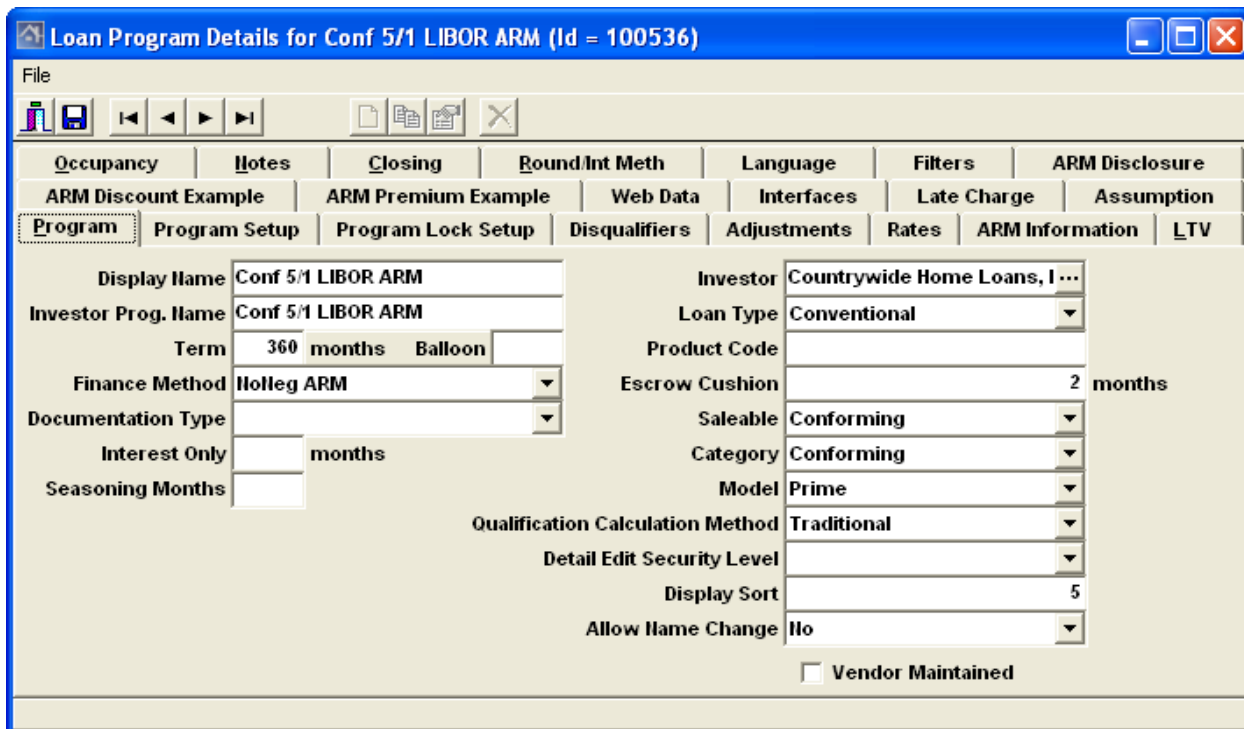 Loan Program Details for Conf 5/1 LIBOR ARM (Id = 100536)
File
Occupancy Notes Closing Round/Int Meth Language Filters ARM Disclosure
ARM Discount Example ARM Premium Example Web Data Interfaces Late Charge Assumption
Program Program Setup Program Lock Setup Disqualifiers Adjustments Rates ARM Information LTV
Display Name Conf 5/1 LIBOR ARM Investor Countrywide Home Loans, I ...
Investor Prog. Name Conf 5/1 LIBOR ARM Loan Type Conventional
Term 360 months Balloon Product Code
Finance Method NoNeg ARM Escrow Cushion 2 months
Documentation Type Saleable Conforming
Interest Only months Category Conforming
Seasoning Months Model Prime
Qualification Calculation Method Traditional
Detail Edit Security Level
Display Sort 5
Allow Name Change No
Vendor Maintained